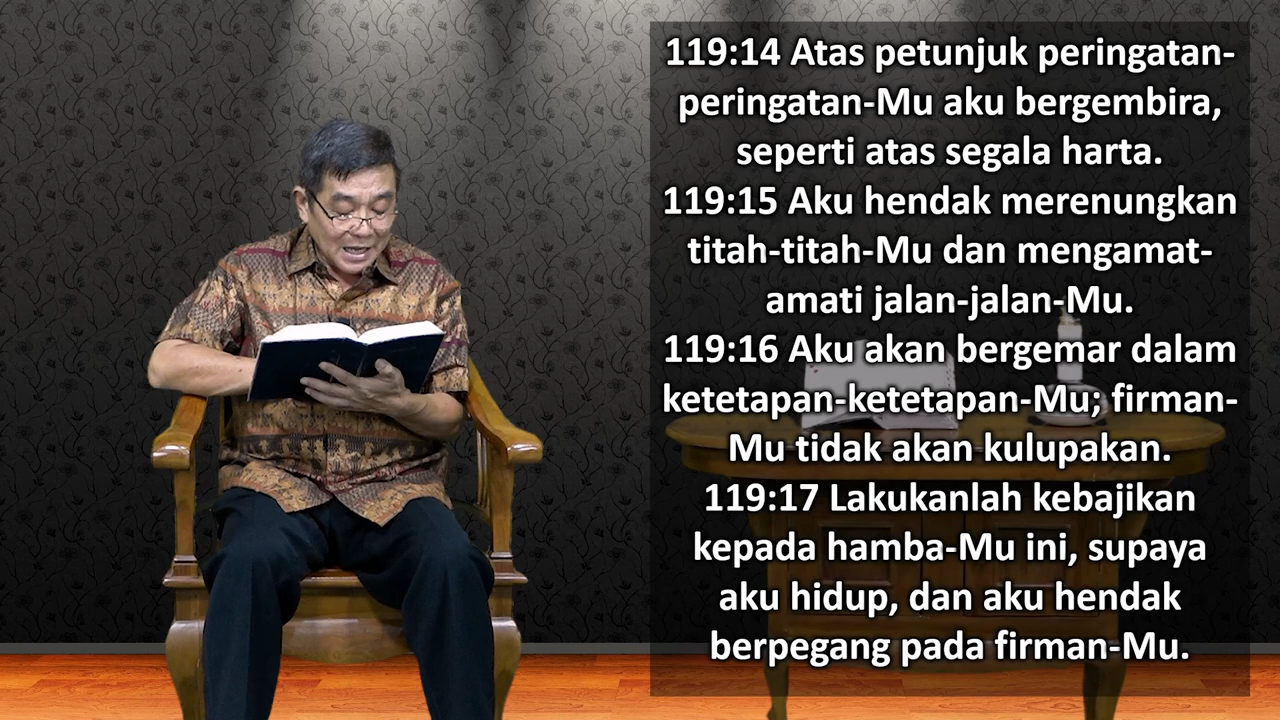 119:14 Atas petunjuk peringatan-
peringatan-Mu aku bergembira,
seperti atas segala harta.
119:15 Aku hendak merenungkan
titah-titah-Mu dan mengamat-
amati jalan-jalan-Mu.
119:16 Aku akan bergemar dalam
ketetapan-ketetapan-Mu; firman-
Mu tidak akan kulupakan.
119:17 Lakukanlah kebajikan
kepada hamba-Mu ini, supaya
aku hidup, dan aku hendak
berpegang pada firman-Mu.